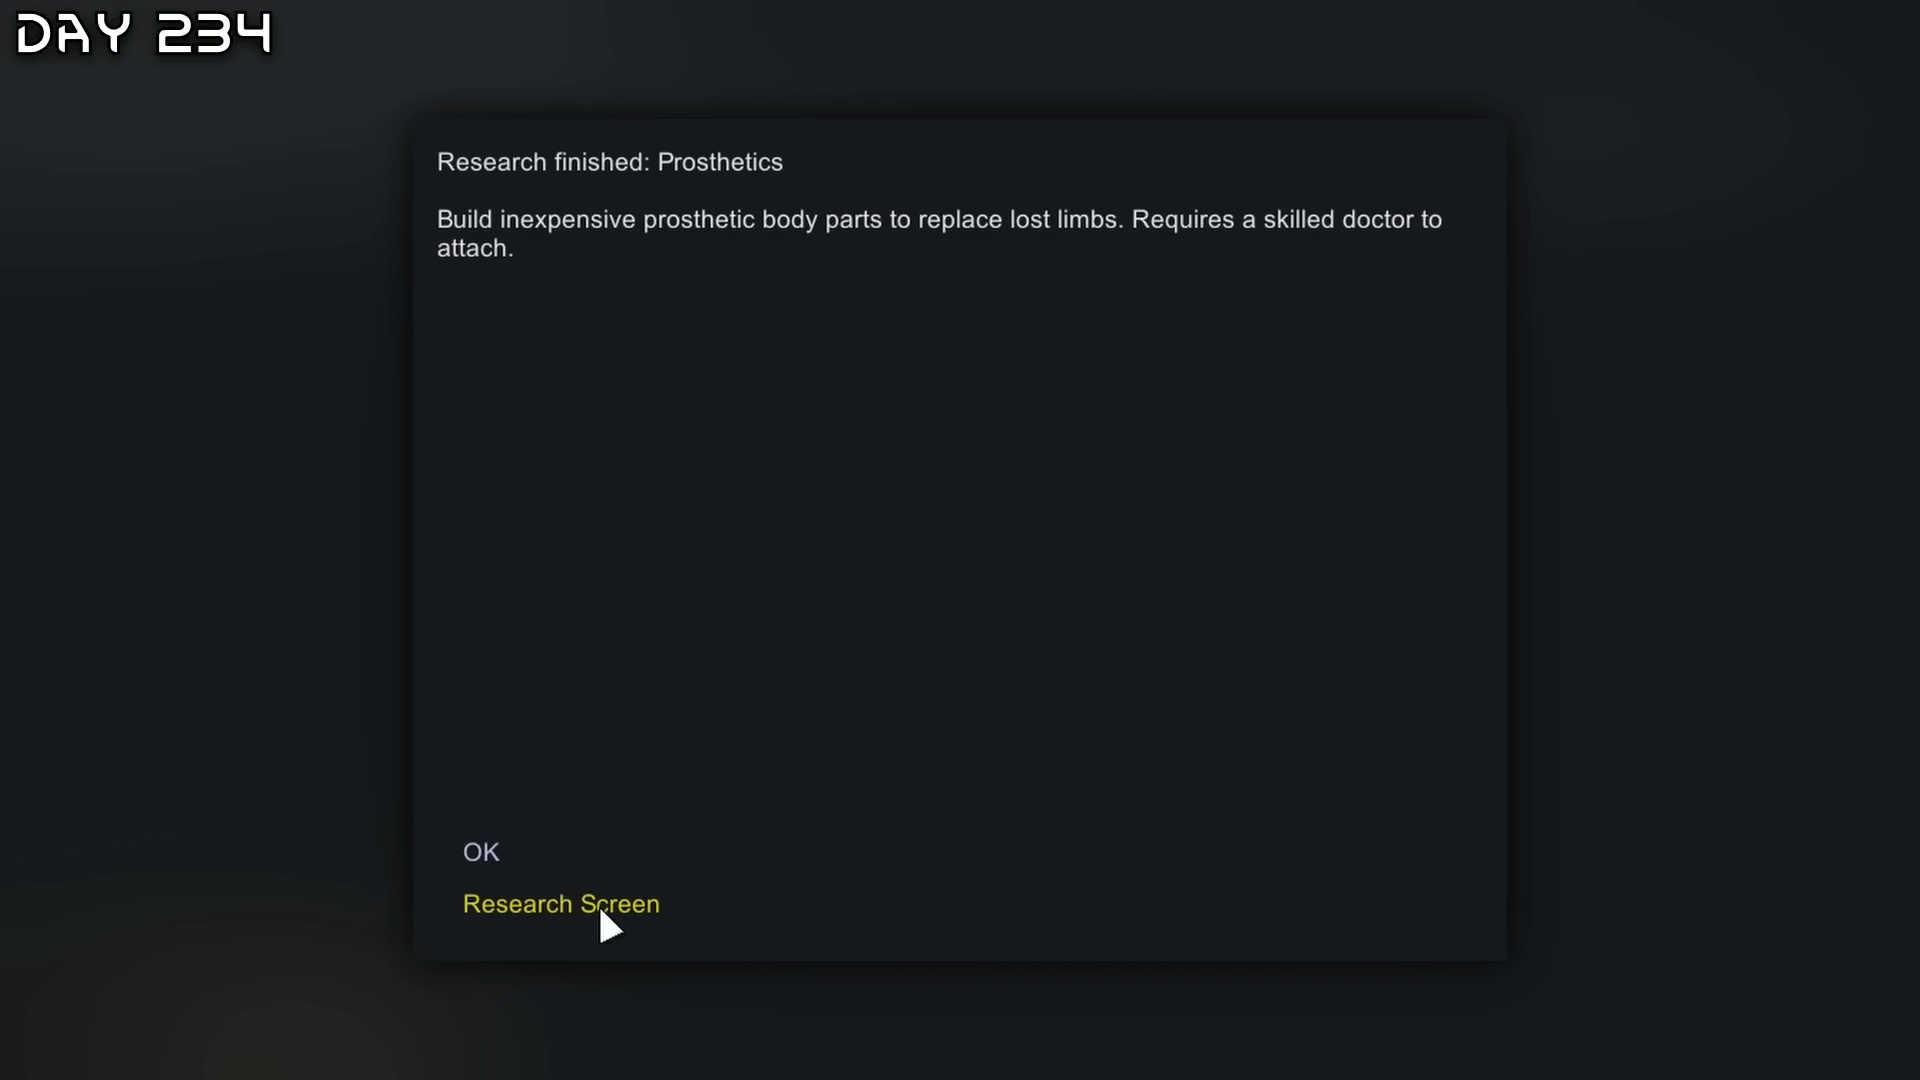 DAY 234
Research finished: Prosthetics
Build inexpensive prosthetic body parts to replace lost limbs. Requires a skilled doctor to
attach.
OK
Research Screen